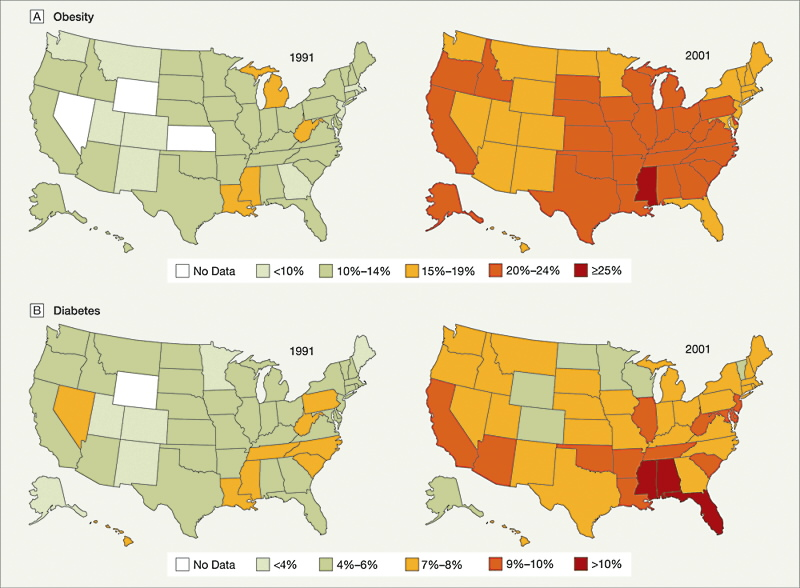 A Obesity
1991
2001
No Data <10% 10%–14% 15%–19% 20%–24% ≥25%
B Diabetes
1991
2001
No Data <4% 4%–6% 7%–8% 9%–10% >10%